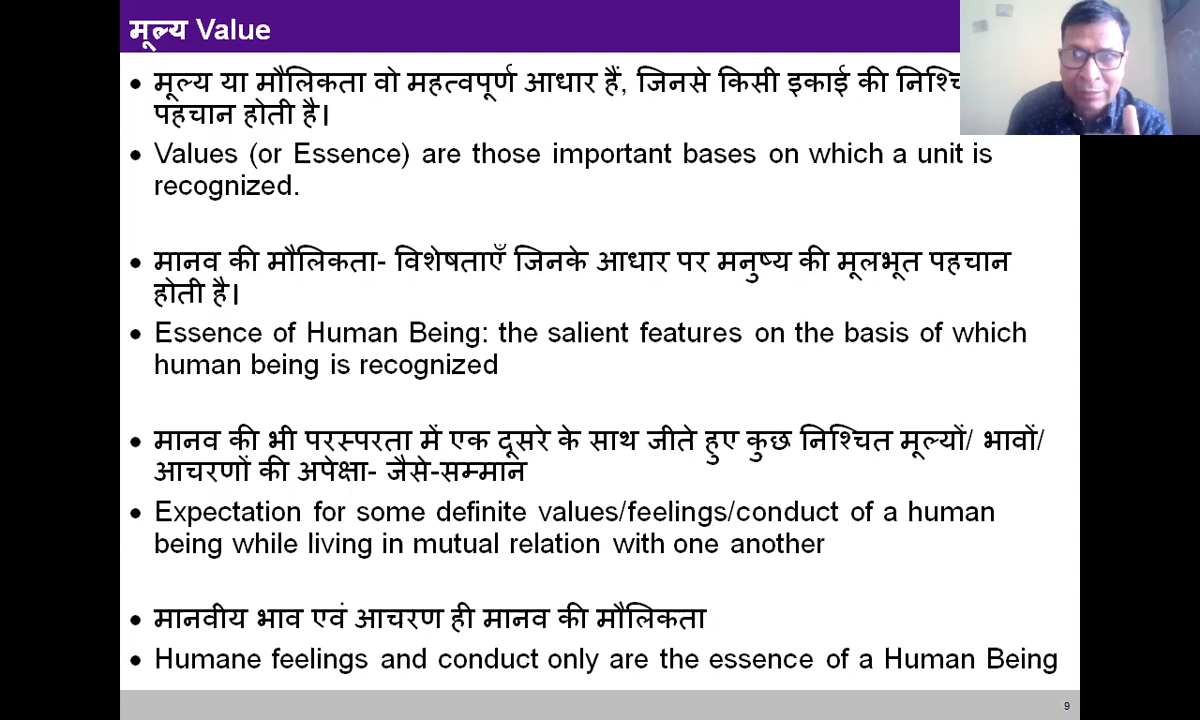 मूल्य Value
• मूल्य या मौलिकता वो महत्वपूर्ण आधार हैं, जिनसे किसी इकाई की
पहचान होती है।
• Values (or Essence) are those important bases on which a unit is
recognized.
• मानव की मौलिकता- विशेषताएँ जिनके आधार पर मनुष्य की मूलभूत पहचान
होती है।
• Essence of Human Being: the salient features on the basis of which
human being is recognized
• मानव की भी परस्परता में एक दूसरे के साथ जीते हुए कुछ निश्चित मूल्यों/ भावों/
आचरणों की अपेक्षा- जैसे-सम्मान
• Expectation for some definite values/feelings/conduct of a human
being while living in mutual relation with one another
• मानवीय भाव एवं आचरण ही मानव की मौलिकता
• Humane feelings and conduct only are the essence of a Human Being
9